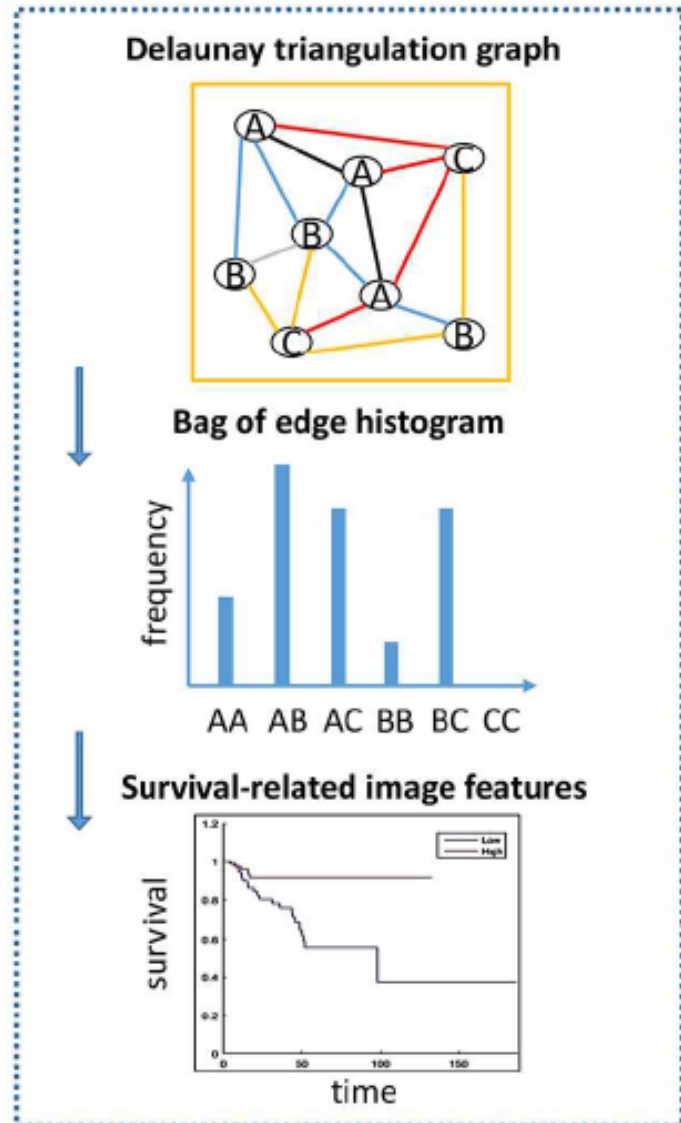 Delaunay triangulation graph
A
A
C
B
B
A
C
B
Bag of edge histogram
frequency
AA AB AC BB BC CC
Survival-related image features
1.2
Low
High
1
0.8
0.6
0.4
0.2
0
0 50 100 150
survival
time